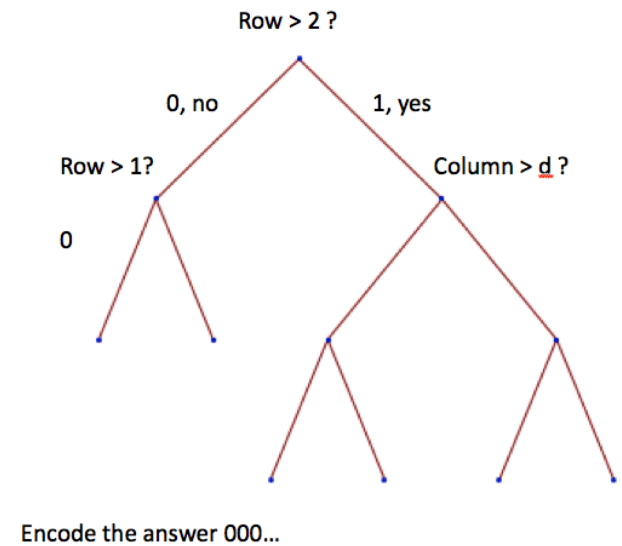 Row > 2 ?
0, no
1, yes
Row > 1?
Column > d ?
0
Encode the answer 000...